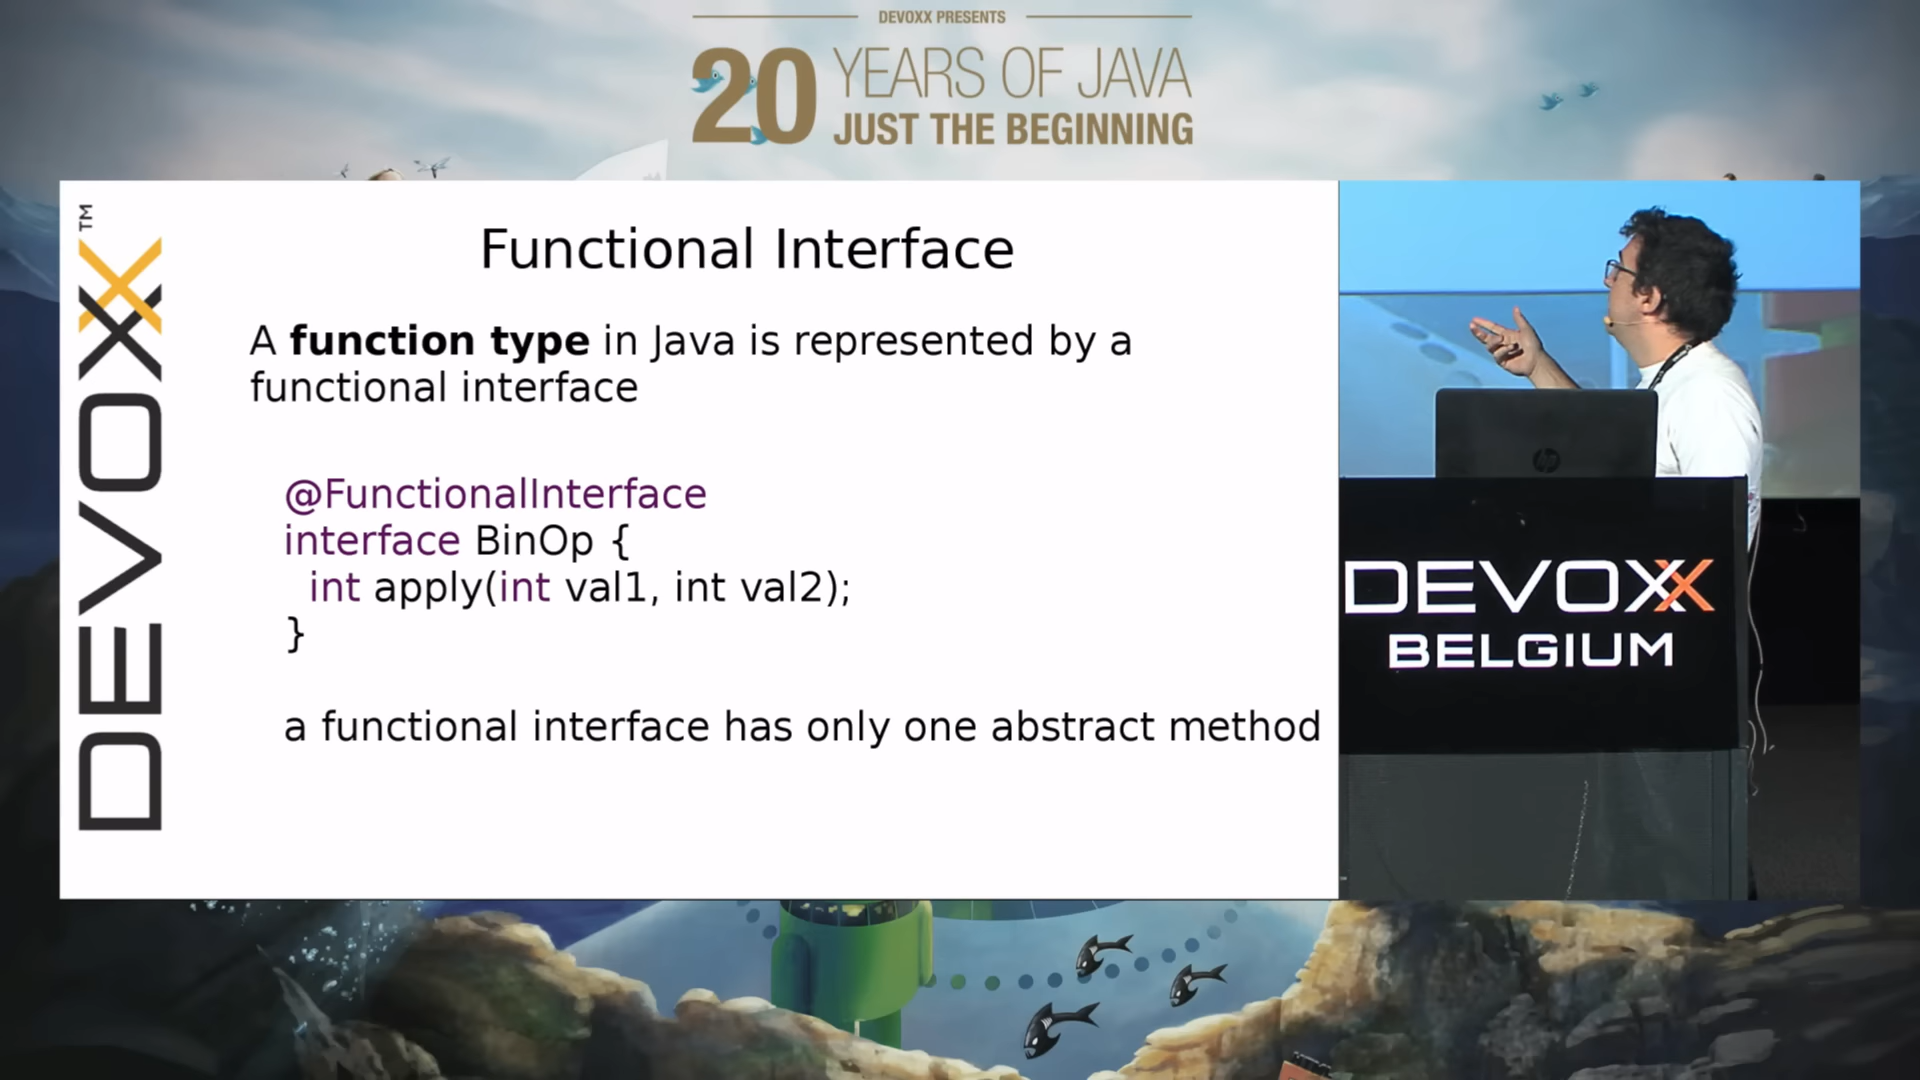 DEVOXX PRESENTS
20 YEARS OF JAVA
JUST THE BEGINNING
DEVOXX™
Functional Interface
A function type in Java is represented by a
functional interface
@FunctionalInterface
interface BinOp {
int apply(int val1, int val2);
}
a functional interface has only one abstract method
hp
DEVOXX
BELGIUM